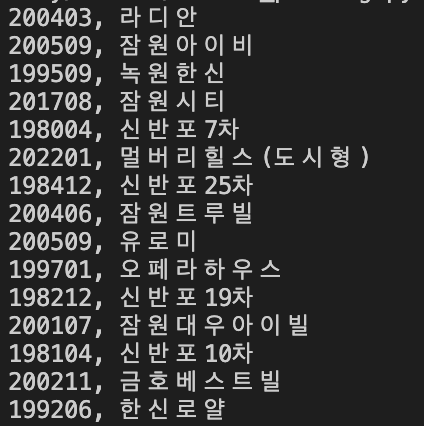 200403, 라디안
200509, 잠원아이비
199509, 녹원한신
201708, 잠원시티
198004, 신반포7차
202201, 멀버리힐스(도시형)
198412, 신반포25차
200406, 잠원트루빌
200509, 유로미
199701, 오페라하우스
198212, 신반포19차
200107, 잠원대우아이빌
198104, 신반포10차
200211, 금호베스트빌
199206, 한신로얄